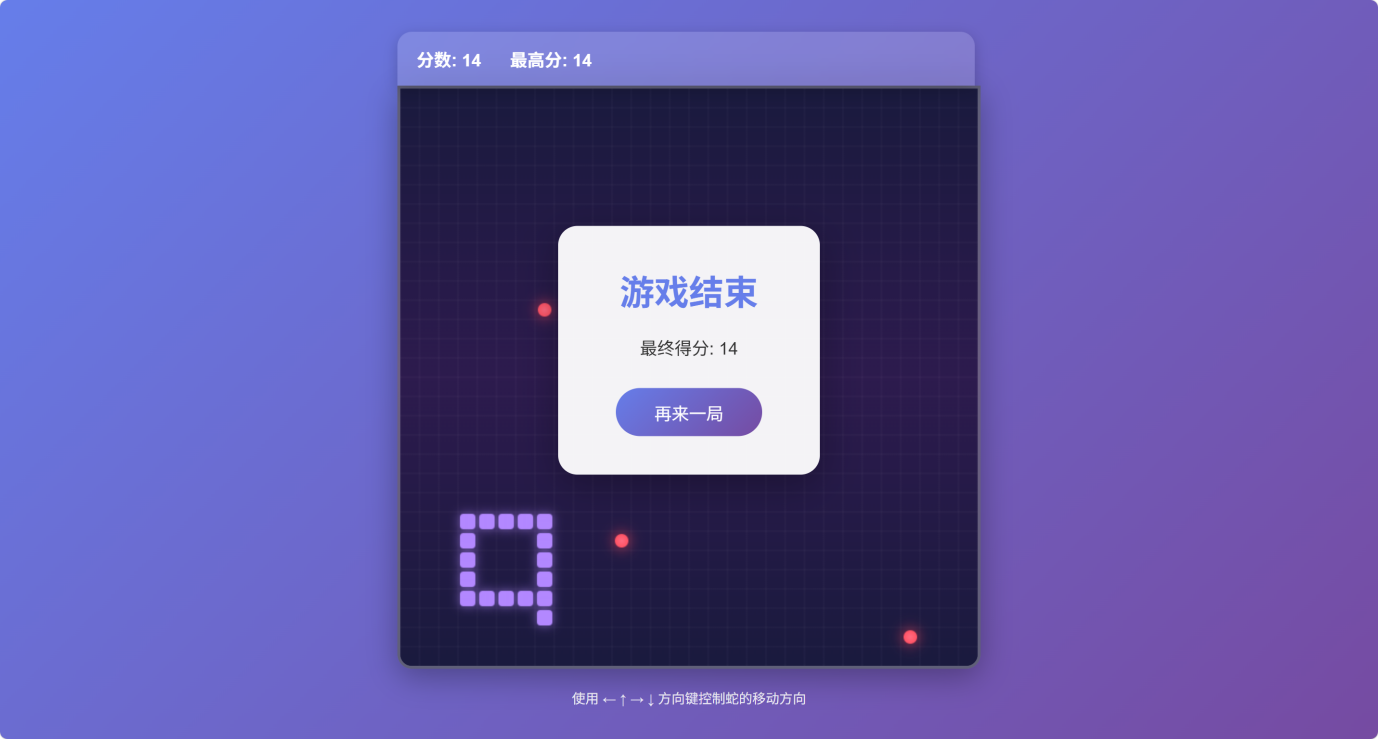 分数: 14 最高分: 14
游戏结束
最终得分: 14
再来一局
使用 ←↑→↓ 方向键控制蛇的移动方向